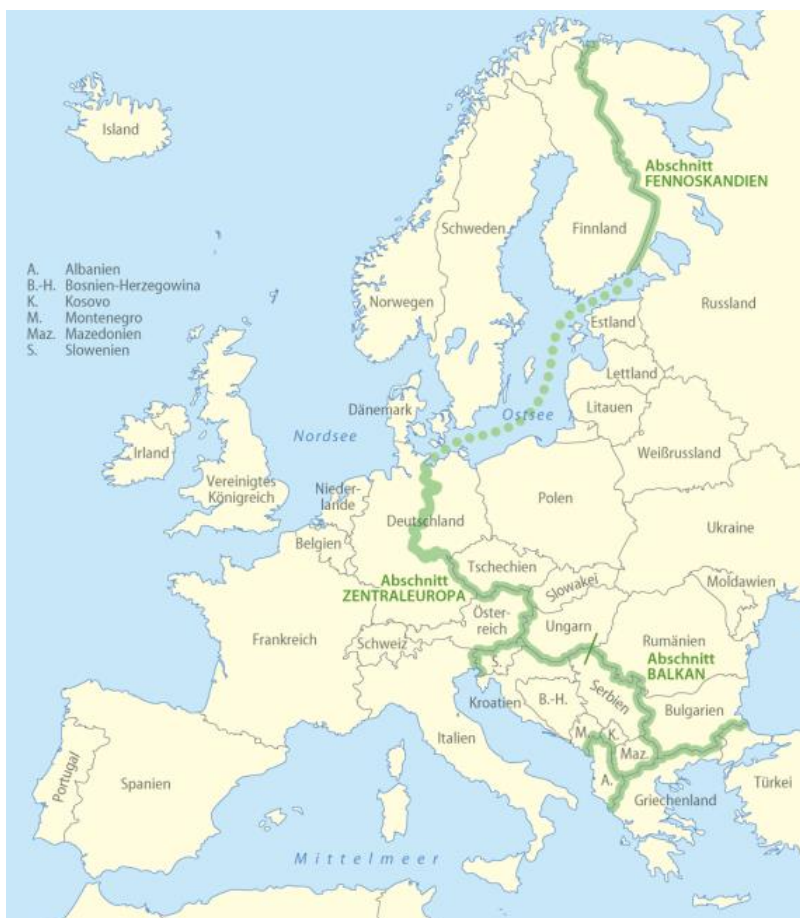 Island
Abschnitt
FENNOSKANDIEN
Schweden
Finnland
A. Albanien
B.-H. Bosnien-Herzegowina
K. Kosovo
M. Montenegro
Maz. Mazedonien
S. Slowenien
Norwegen
Russland
Estland
Lettland
Dänemark
Ostsee
Litauen
Nordsee
Irland
Weißrussland
Vereinigtes
Königreich
Nieder-
lande
Polen
Deutschland
Ukraine
Belgien
Tschechien
Abschnitt
ZENTRALEUROPA
Slowakei
Moldawien
Öster-
reich
Ungarn
Frankreich
Schweiz
Rumänien
Abschnitt
BALKAN
S.
Kroatien
B.-H.
Serbien
Bulgarien
Italien
M.
K.
Maz.
Portugal
Spanien
A.
Türkei
Griechenland
Mittelmeer